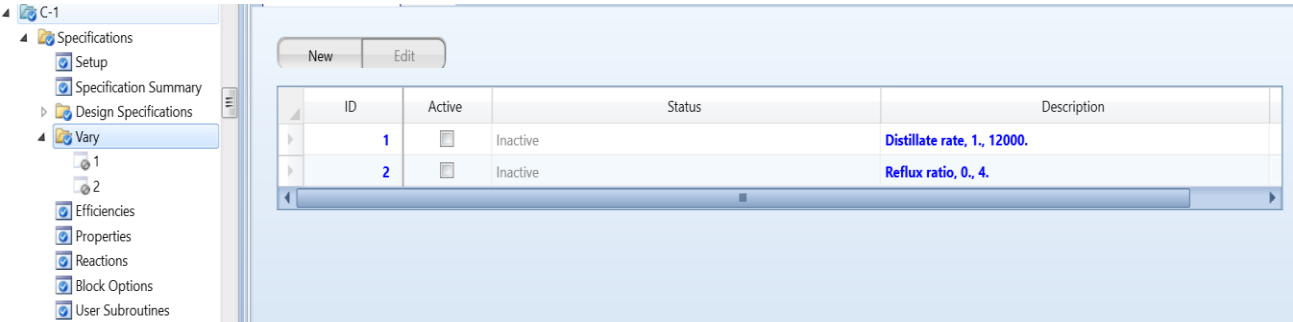 C-1
Specifications
Setup
Specification Summary
Design Specifications
Vary
1
2
Efficiencies
Properties
Reactions
Block Options
User Subroutines
New Edit
ID Active Status Description
1 Inactive Distillate rate, 1., 12000.
2 Inactive Reflux ratio, 0., 4.